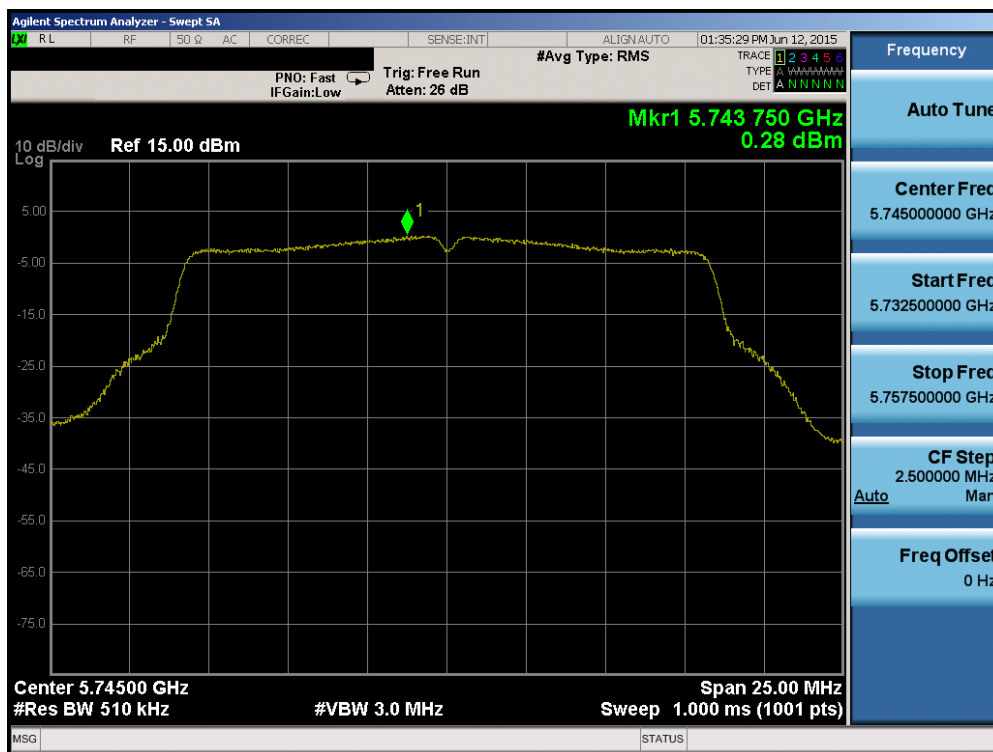 Agilent Spectrum Analyzer - Swept SA
LXI RL RF 50 Ω AC CORREC SENSE:INT ALIGN AUTO 01:35:29 PM Jun 12, 2015
PNO: Fast
IFGain:Low
Trig: Free Run
Atten: 26 dB
#Avg Type: RMS
TRACE 1 2 3 4 5 6
TYPE A WWWWW
DET A N N N N N
Mkr1 5.743 750 GHz
0.28 dBm
10 dB/div Ref 15.00 dBm
Log
5.00
-5.00
-15.0
-25.0
-35.0
-45.0
-55.0
-65.0
-75.0
1
Center 5.74500 GHz Span 25.00 MHz
#Res BW 510 kHz #VBW 3.0 MHz Sweep 1.000 ms (1001 pts)
MSG STATUS
Frequency
Auto Tune
Center Freq
5.745000000 GHz
Start Freq
5.732500000 GHz
Stop Freq
5.757500000 GHz
CF Step
2.500000 MHz
Auto Man
Freq Offset
0 Hz